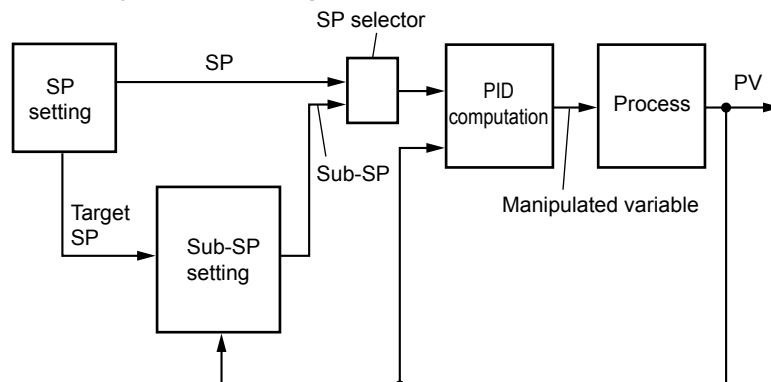 SP selector
SP
SP
setting
PID
computation
Process
PV
Sub-SP
Manipulated variable
Target
SP
Sub-SP
setting